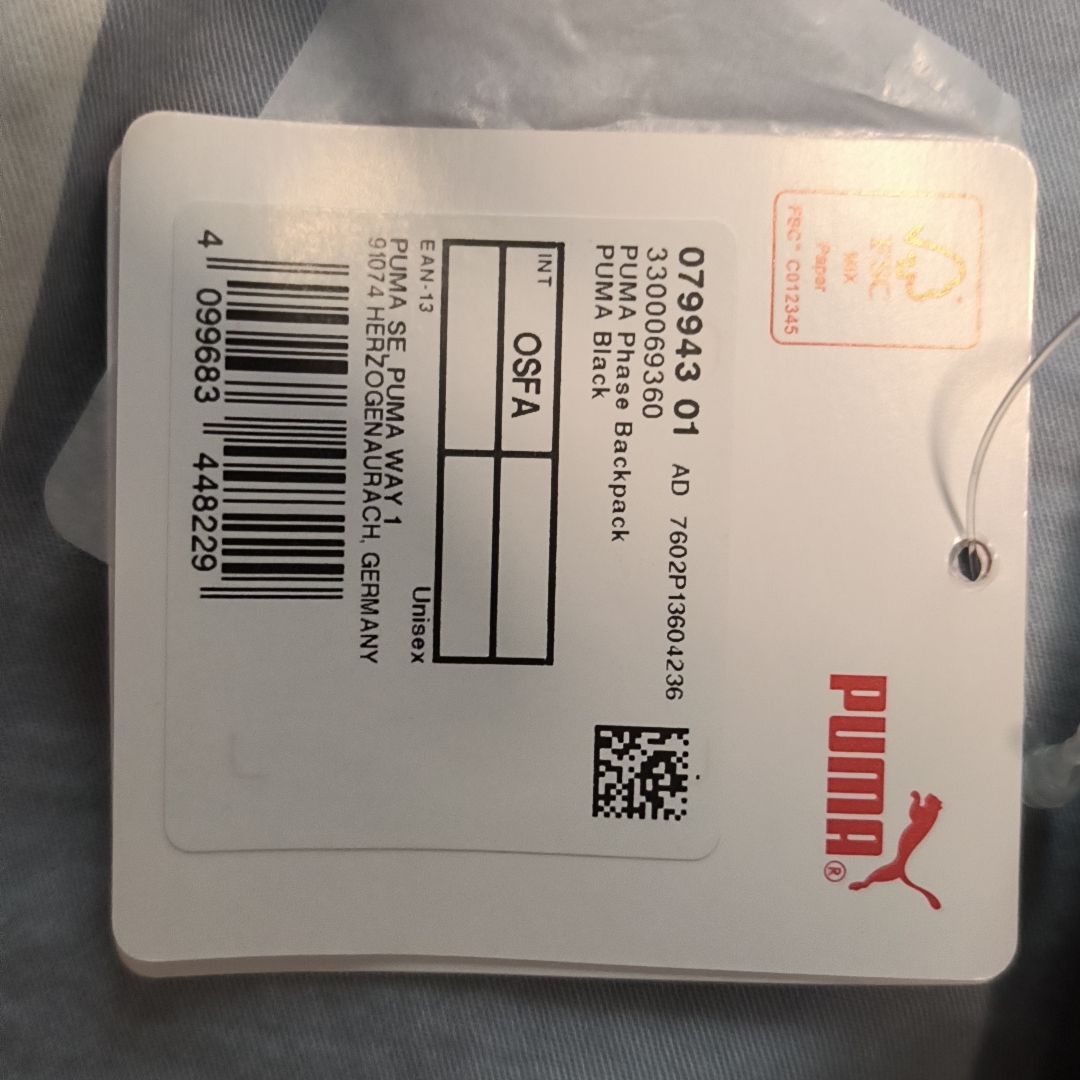 FSC
MIX
Paper
FSC™ C012345
PUMA®
079943 01 AD 7602P13604236
3300069360
PUMA Phase Backpack
PUMA Black
INT
OSFA
EAN-13 Unisex
PUMA SE, PUMA WAY 1
91074 HERZOGENAURACH, GERMANY
4 099683 448229